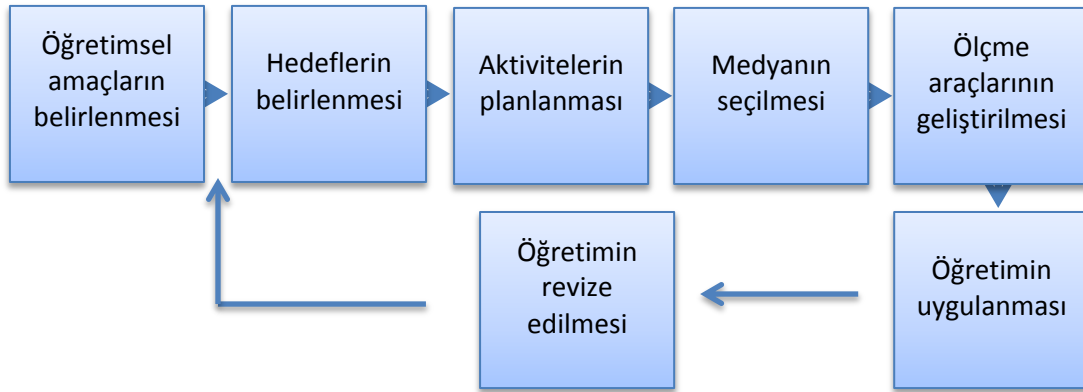 Öğretimsel
amaçların
belirlenmesi
Hedeflerin
belirlenmesi
Aktivitelerin
planlanması
Medyanın
seçilmesi
Ölçme
araçlarının
geliştirilmesi
Öğretimin
uygulanması
Öğretimin
revize
edilmesi